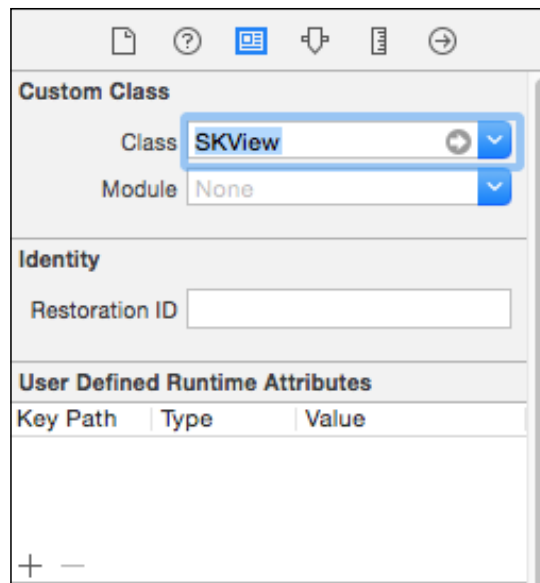 Custom Class
Class SKView
Module None
Identity
Restoration ID
User Defined Runtime Attributes
Key Path Type Value